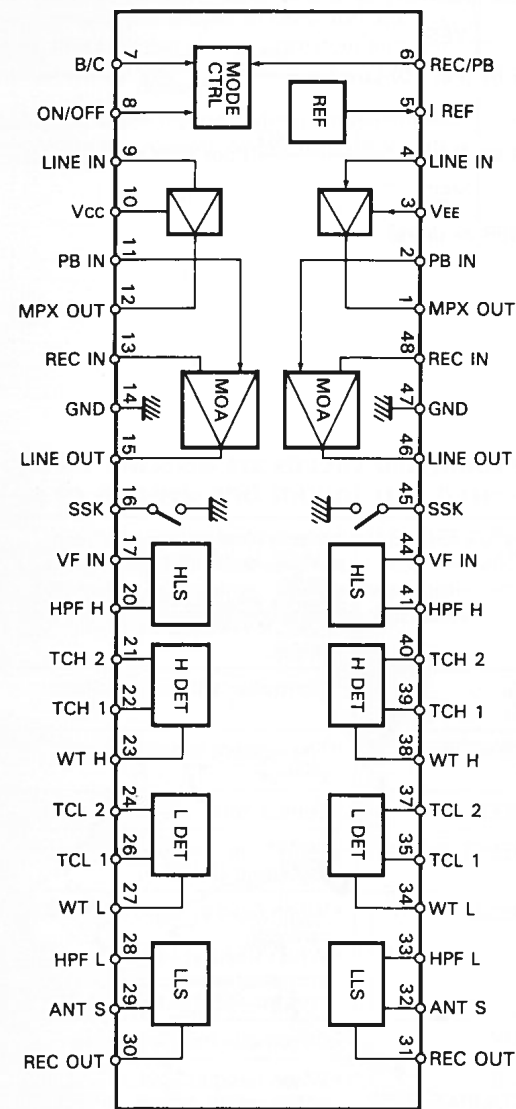 B/C 7 MODE CTRL 6 REC/PB
ON/OFF 8 REF 5 I REF
LINE IN 9 4 LINE IN
VCC 10 3 VEE
PB IN 11 2 PB IN
MPX OUT 12 1 MPX OUT
REC IN 13 48 REC IN
GND 14 MOA MOA 47 GND
LINE OUT 15 46 LINE OUT
SSK 16 45 SSK
VF IN 17 HLS HLS 44 VF IN
HPF H 20 41 HPF H
TCH 2 21 H DET H DET 40 TCH 2
TCH 1 22 39 TCH 1
WT H 23 38 WT H
TCL 2 24 L DET L DET 37 TCL 2
TCL 1 26 35 TCL 1
WT L 27 34 WT L
HPF L 28 LLS LLS 33 HPF L
ANT S 29 32 ANT S
REC OUT 30 31 REC OUT